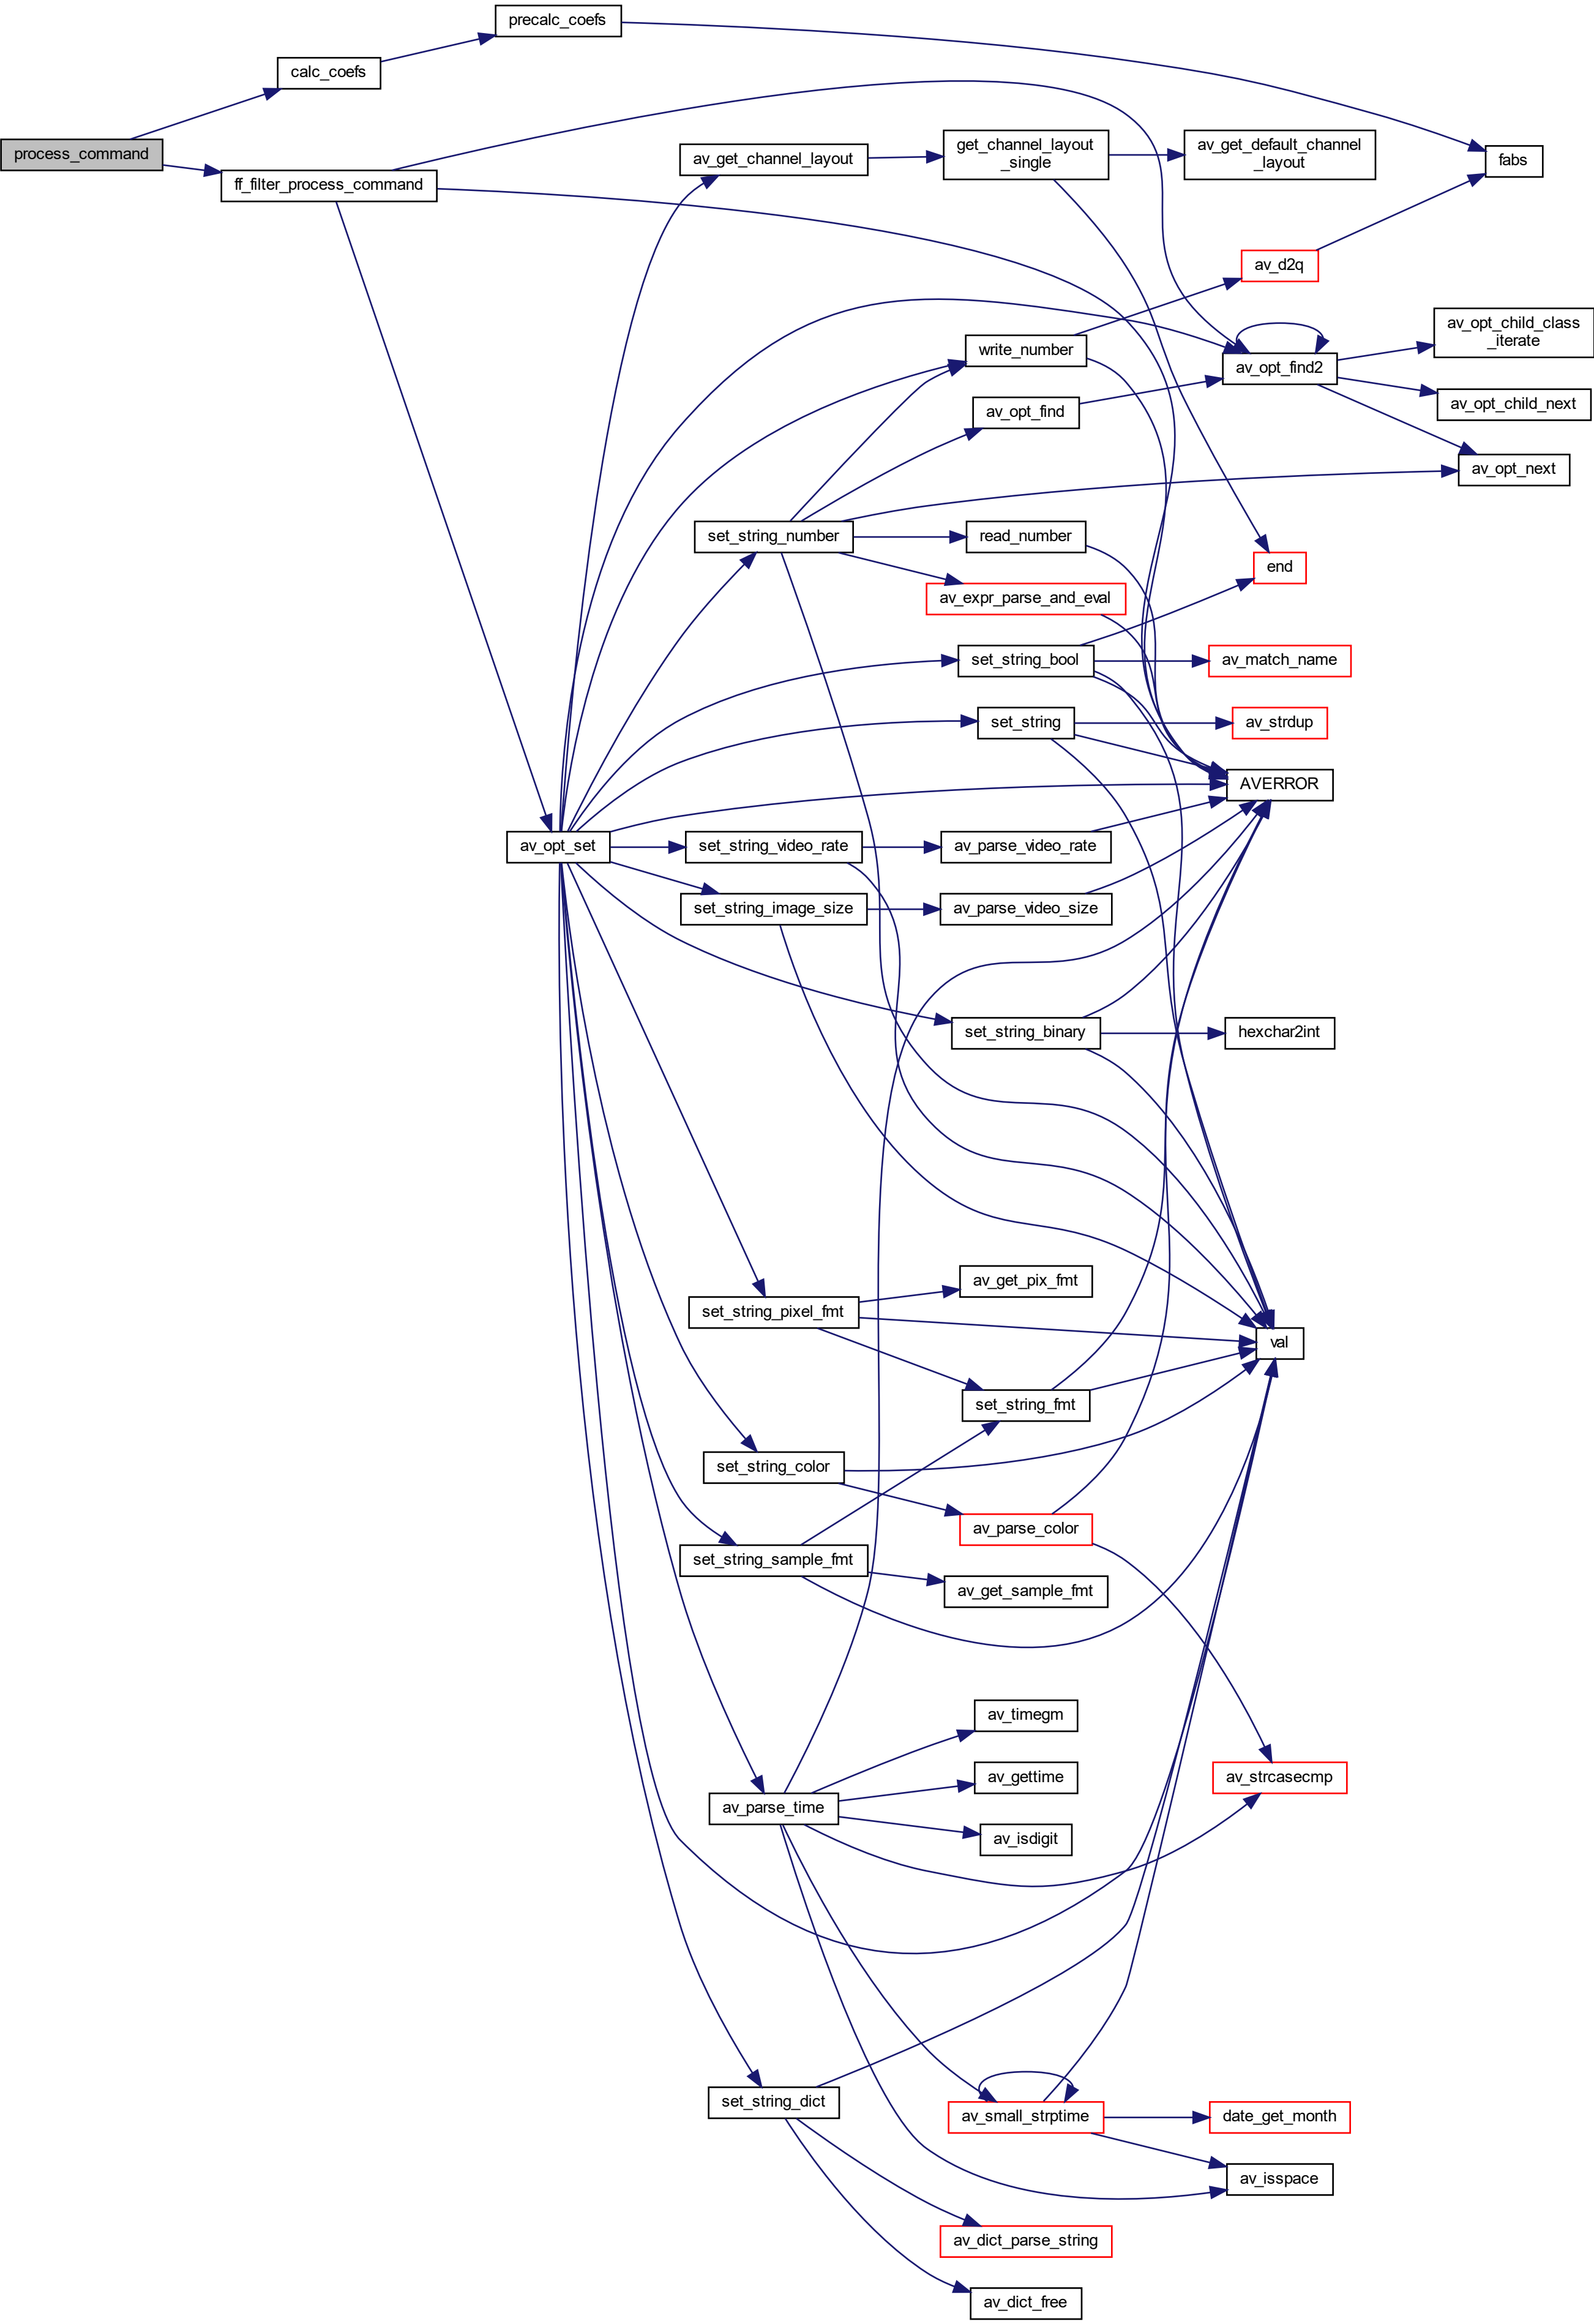 precalc_coefs
calc_coefs
process_command
ff_filter_process_command
av_get_channel_layout
get_channel_layout
_single
av_get_default_channel
_layout
fabs
av_d2q
write_number
av_opt_find2
av_opt_child_class
_iterate
av_opt_child_next
av_opt_find
av_opt_next
set_string_number
read_number
end
av_expr_parse_and_eval
set_string_bool
av_match_name
set_string
av_strdup
AVERROR
av_opt_set
set_string_video_rate
av_parse_video_rate
set_string_image_size
av_parse_video_size
set_string_binary
hexchar2int
av_get_pix_fmt
set_string_pixel_fmt
val
set_string_fmt
set_string_color
av_parse_color
set_string_sample_fmt
av_get_sample_fmt
av_timegm
av_gettime
av_strcasecmp
av_parse_time
av_isdigit
set_string_dict
av_small_strptime
date_get_month
av_isspace
av_dict_parse_string
av_dict_free